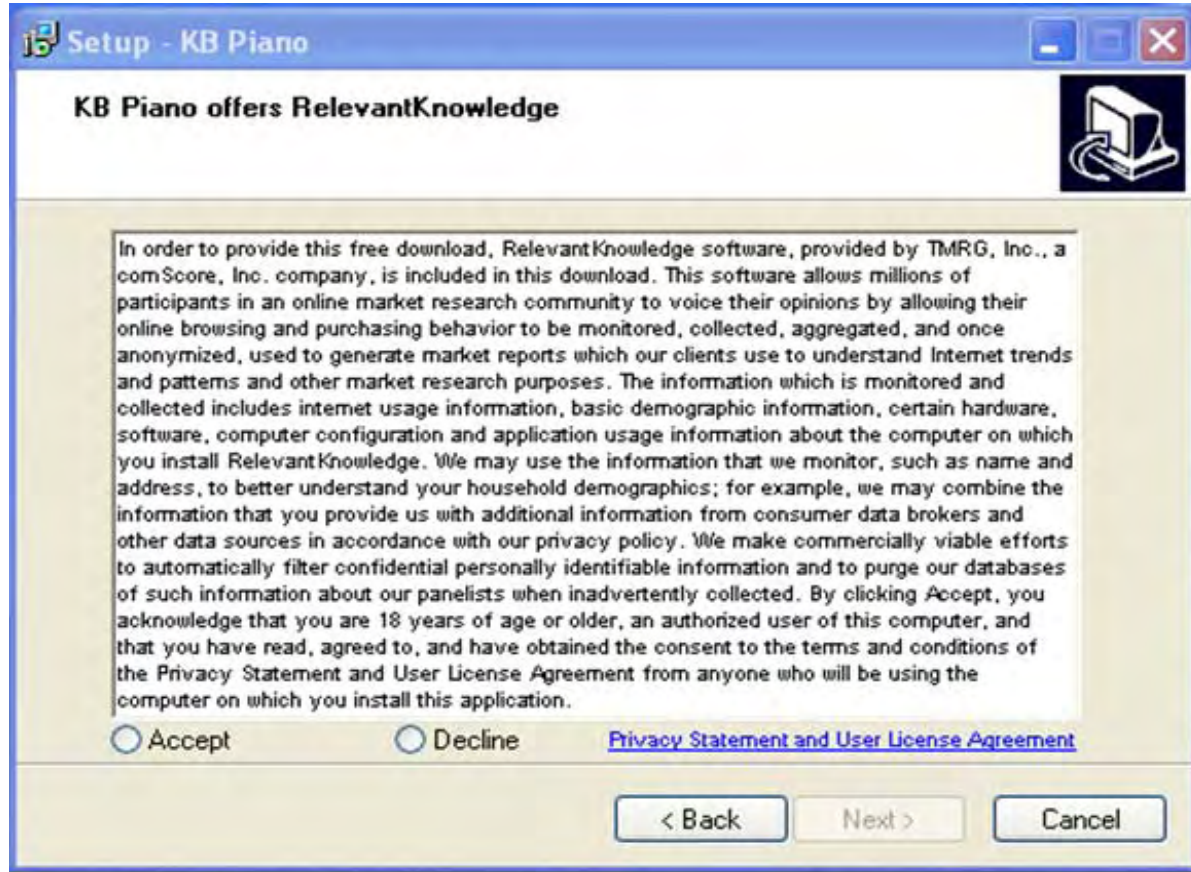 Setup - KB Piano
KB Piano offers RelevantKnowledge
In order to provide this free download, RelevantKnowledge software, provided by TMRG, Inc., a
comScore, Inc. company, is included in this download. This software allows millions of
participants in an online market research community to voice their opinions by allowing their
online browsing and purchasing behavior to be monitored, collected, aggregated, and once
anonymized, used to generate market reports which our clients use to understand Internet trends
and patterns and other market research purposes. The information which is monitored and
collected includes internet usage information, basic demographic information, certain hardware,
software, computer configuration and application usage information about the computer on which
you install RelevantKnowledge. We may use the information that we monitor, such as name and
address, to better understand your household demographics; for example, we may combine the
information that you provide us with additional information from consumer data brokers and
other data sources in accordance with our privacy policy. We make commercially viable efforts
to automatically filter confidential personally identifiable information and to purge our databases
of such information about our panelists when inadvertently collected. By clicking Accept, you
acknowledge that you are 18 years of age or older, an authorized user of this computer, and
that you have read, agreed to, and have obtained the consent to the terms and conditions of
the Privacy Statement and User License Agreement from anyone who will be using the
computer on which you install this application.
Accept Decline Privacy Statement and User License Agreement
< Back Next > Cancel